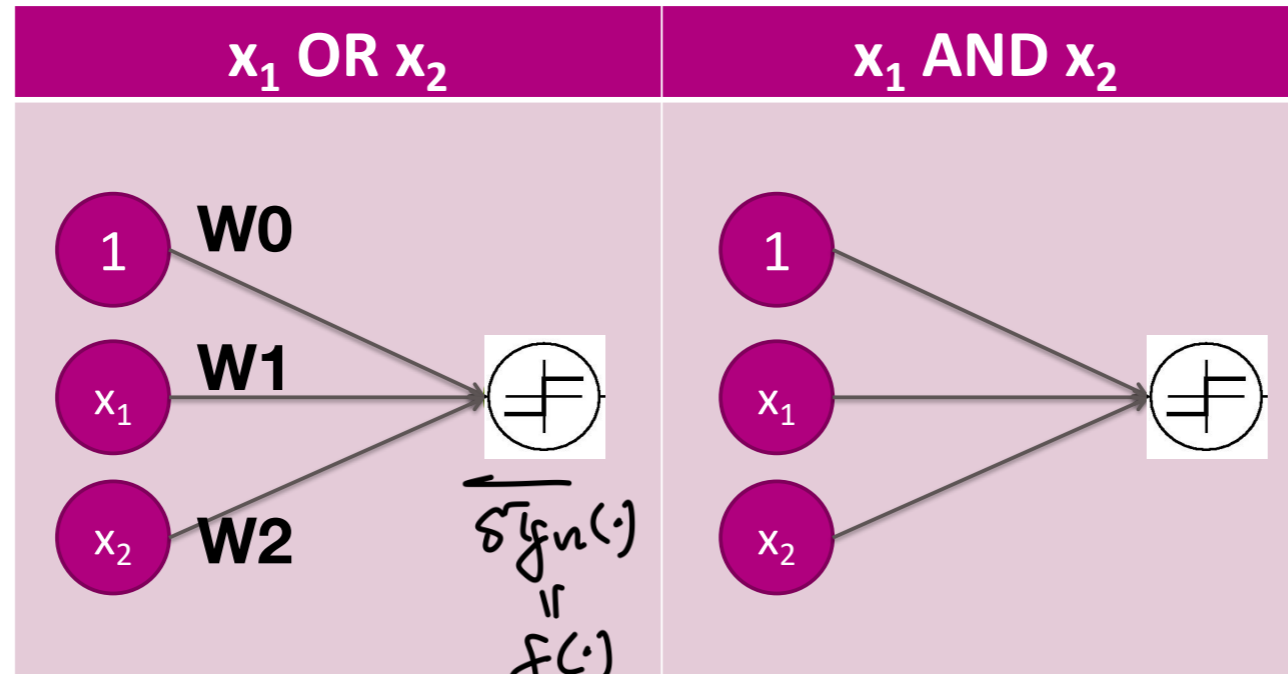 x₁ OR x₂
x₁ AND x₂
1
W0
x₁
W1
x₂
W2
sign(·)
=
f(·)
1
x₁
x₂